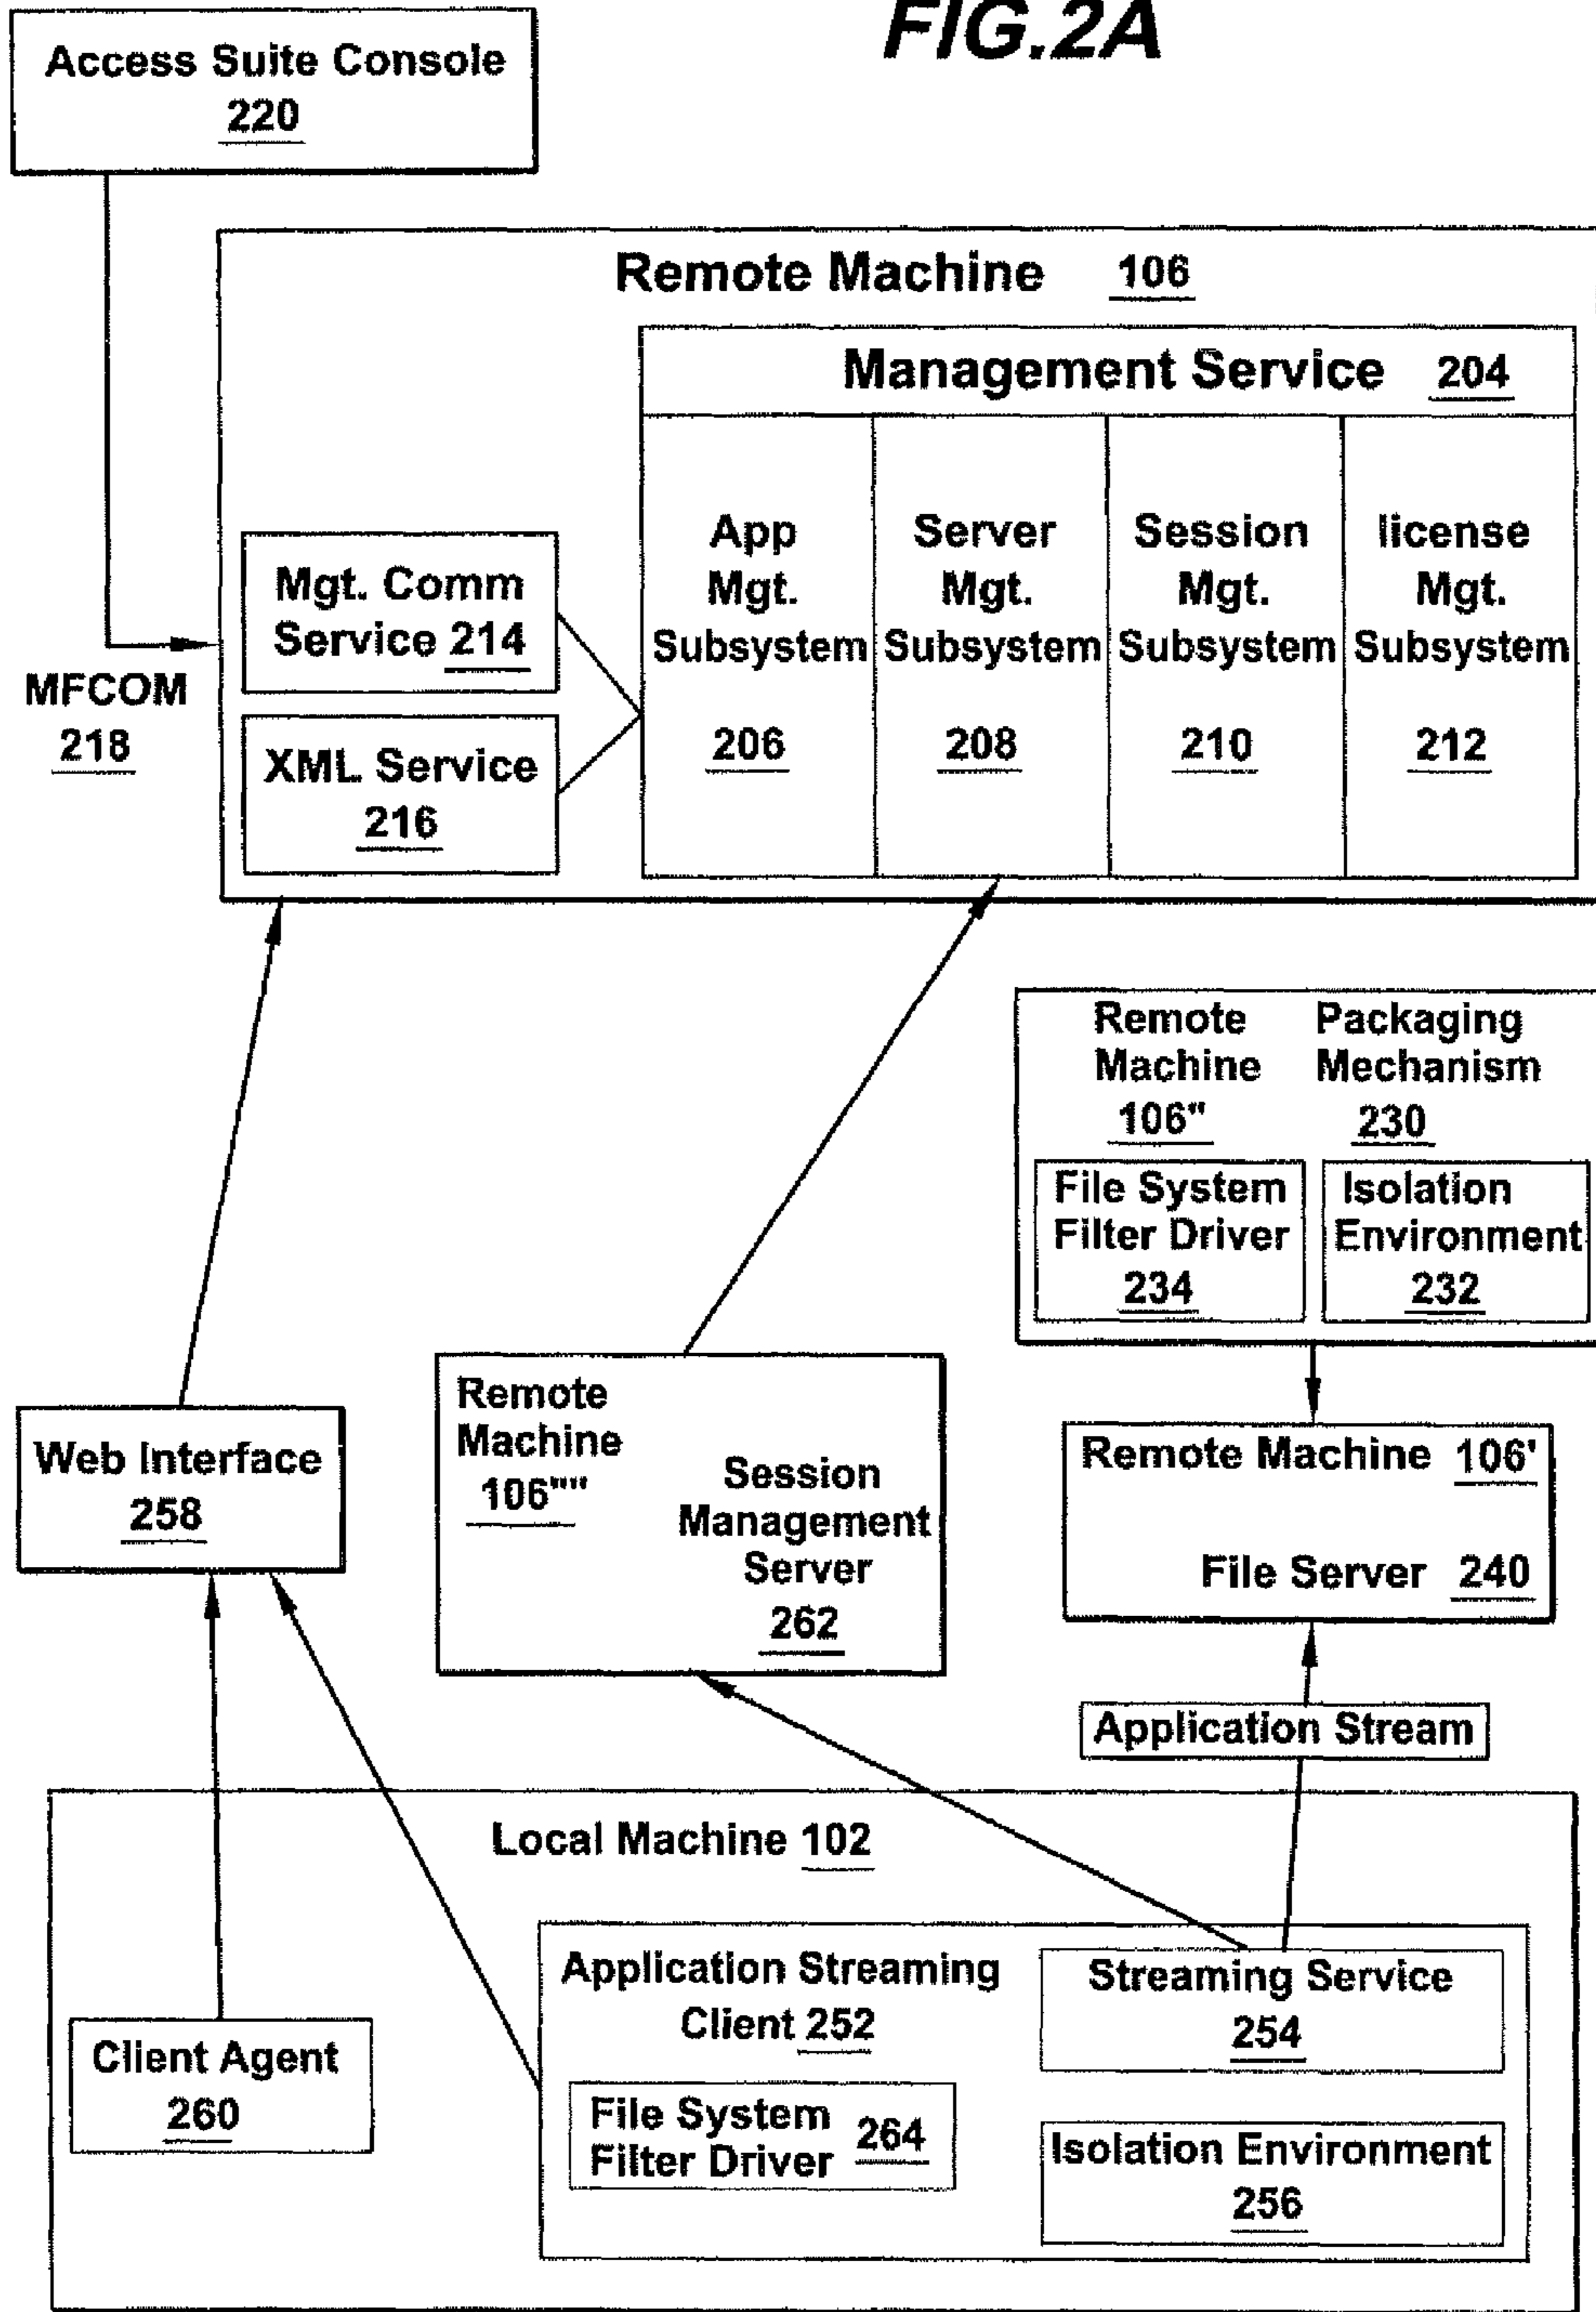 FIG.2A
Access Suite Console
220
Remote Machine 106
Management Service 204
App
Mgt.
Subsystem
206
Server
Mgt.
Subsystem
208
Session
Mgt.
Subsystem
210
license
Mgt.
Subsystem
212
Mgt. Comm
Service 214
XML Service
216
MFCOM
218
Remote
Machine
106"
Packaging
Mechanism
230
File System
Filter Driver
234
Isolation
Environment
232
Remote
Machine
106""
Session
Management
Server
262
Web Interface
258
Remote Machine 106'
File Server 240
Application Stream
Local Machine 102
Application Streaming
Client 252
Streaming Service
254
Client Agent
260
File System
Filter Driver 264
Isolation Environment
256